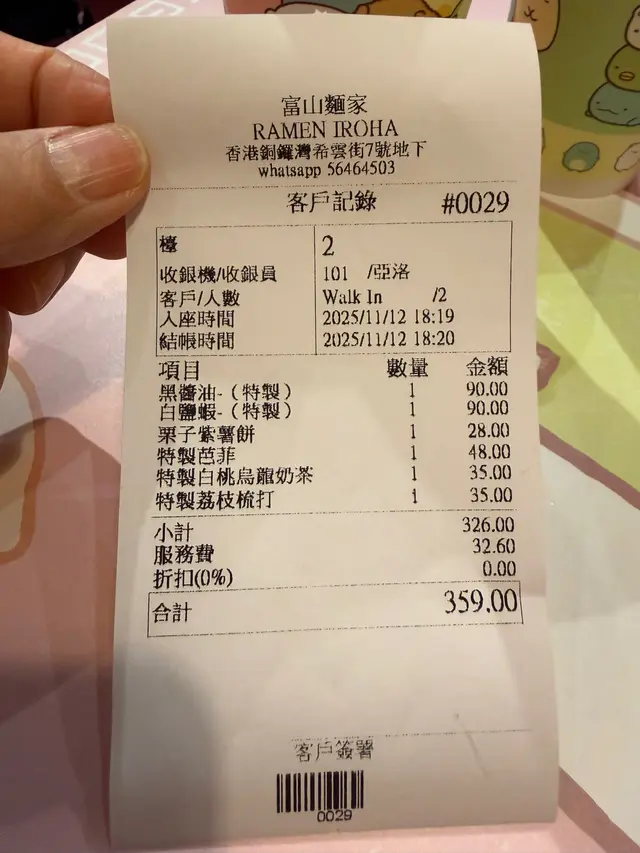 富山麵家
RAMEN IROHA
香港銅鑼灣希雲街7號地下
whatsapp 56464503
客戶記錄 #0029
檯 2
收銀機/收銀員 101 /亞洛
客戶/人數 Walk In /2
入座時間 2025/11/12 18:19
結帳時間 2025/11/12 18:20
項目 數量 金額
黑醬油-（特製） 1 90.00
白鹽蝦-（特製） 1 90.00
栗子紫薯餅 1 28.00
特製芭菲 1 48.00
特製白桃烏龍奶茶 1 35.00
特製荔枝梳打 1 35.00
小計 326.00
服務費 32.60
折扣(0%) 0.00
合計 359.00
客戶簽署
0029